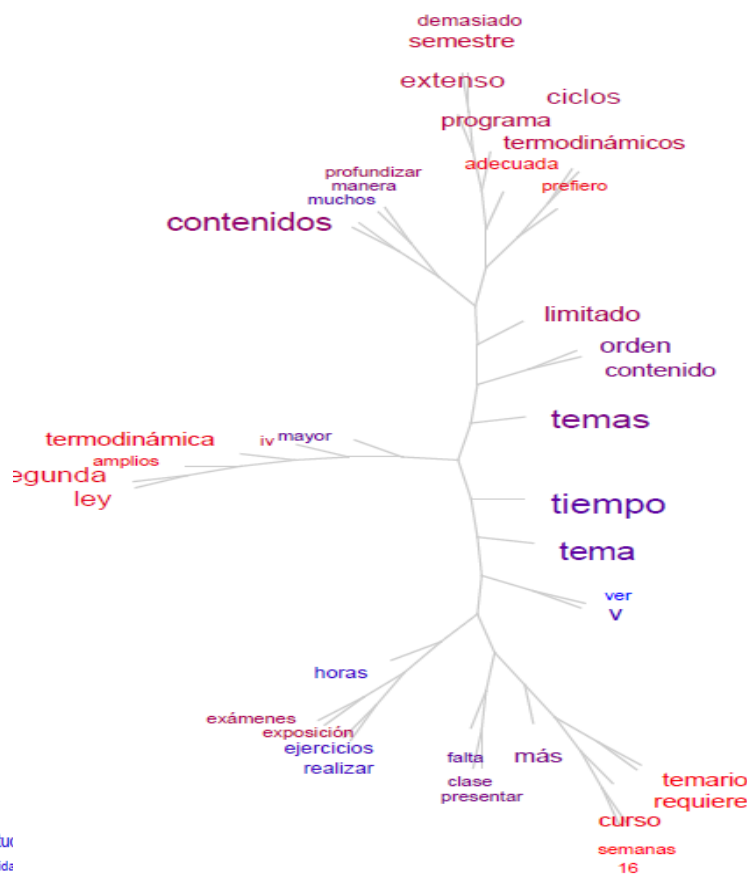 demasiado
semestre
extenso
ciclos
programa
termodinámicos
adecuada
profundizar
manera
prefiero
muchos
contenidos
limitado
orden
contenido
temas
termodinámica
iv
mayor
amplios
egunda
ley
tiempo
tema
ver
v
horas
exámenes
exposición
ejercicios
realizar
falta
más
clase
presentar
temario
requiere
curso
semanas
16